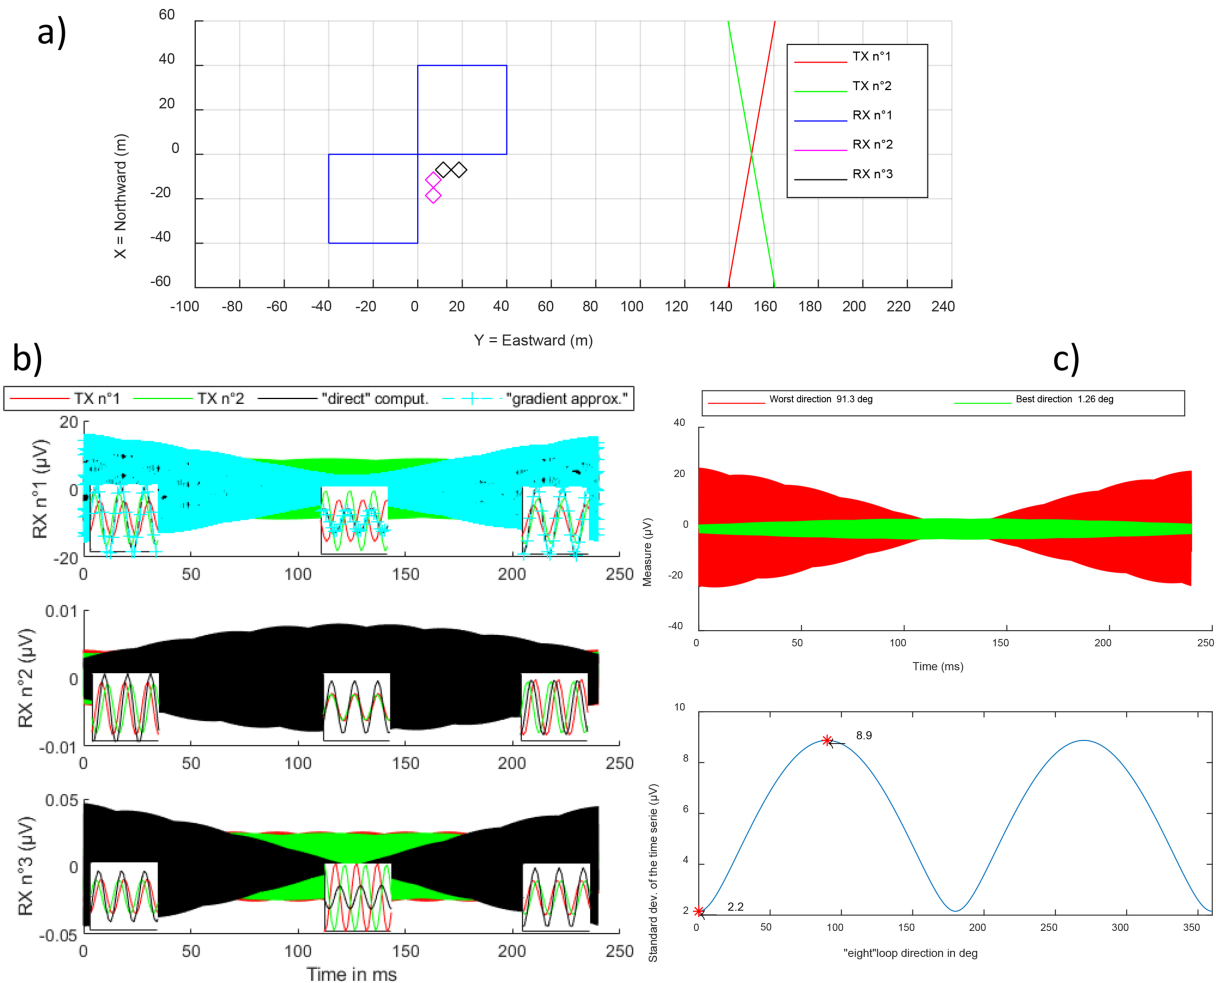 a)
60
40
20
0
-20
-40
-60
X = Northward (m)
-100 -80 -60 -40 -20 0 20 40 60 80 100 120 140 160 180 200 220 240
Y = Eastward (m)
TX n°1
TX n°2
RX n°1
RX n°2
RX n°3
b)
TX n°1 TX n°2 "direct" comput. "gradient approx."
20
0
-20
RX n°1 (μV)
0 50 100 150 200 250
0.01
0
-0.01
RX n°2 (μV)
0 50 100 150 200 250
0.05
0
-0.05
RX n°3 (μV)
0 50 100 150 200 250
Time in ms
c)
Worst direction 91.3 deg Best direction 1.26 deg
40
20
0
-20
-40
Measure (μV)
0 50 100 150 200 250
Time (ms)
10
8
6
4
2
Standard dev. of the time serie (μV)
8.9
2.2
0 50 100 150 200 250 300 350
"eight"loop direction in deg